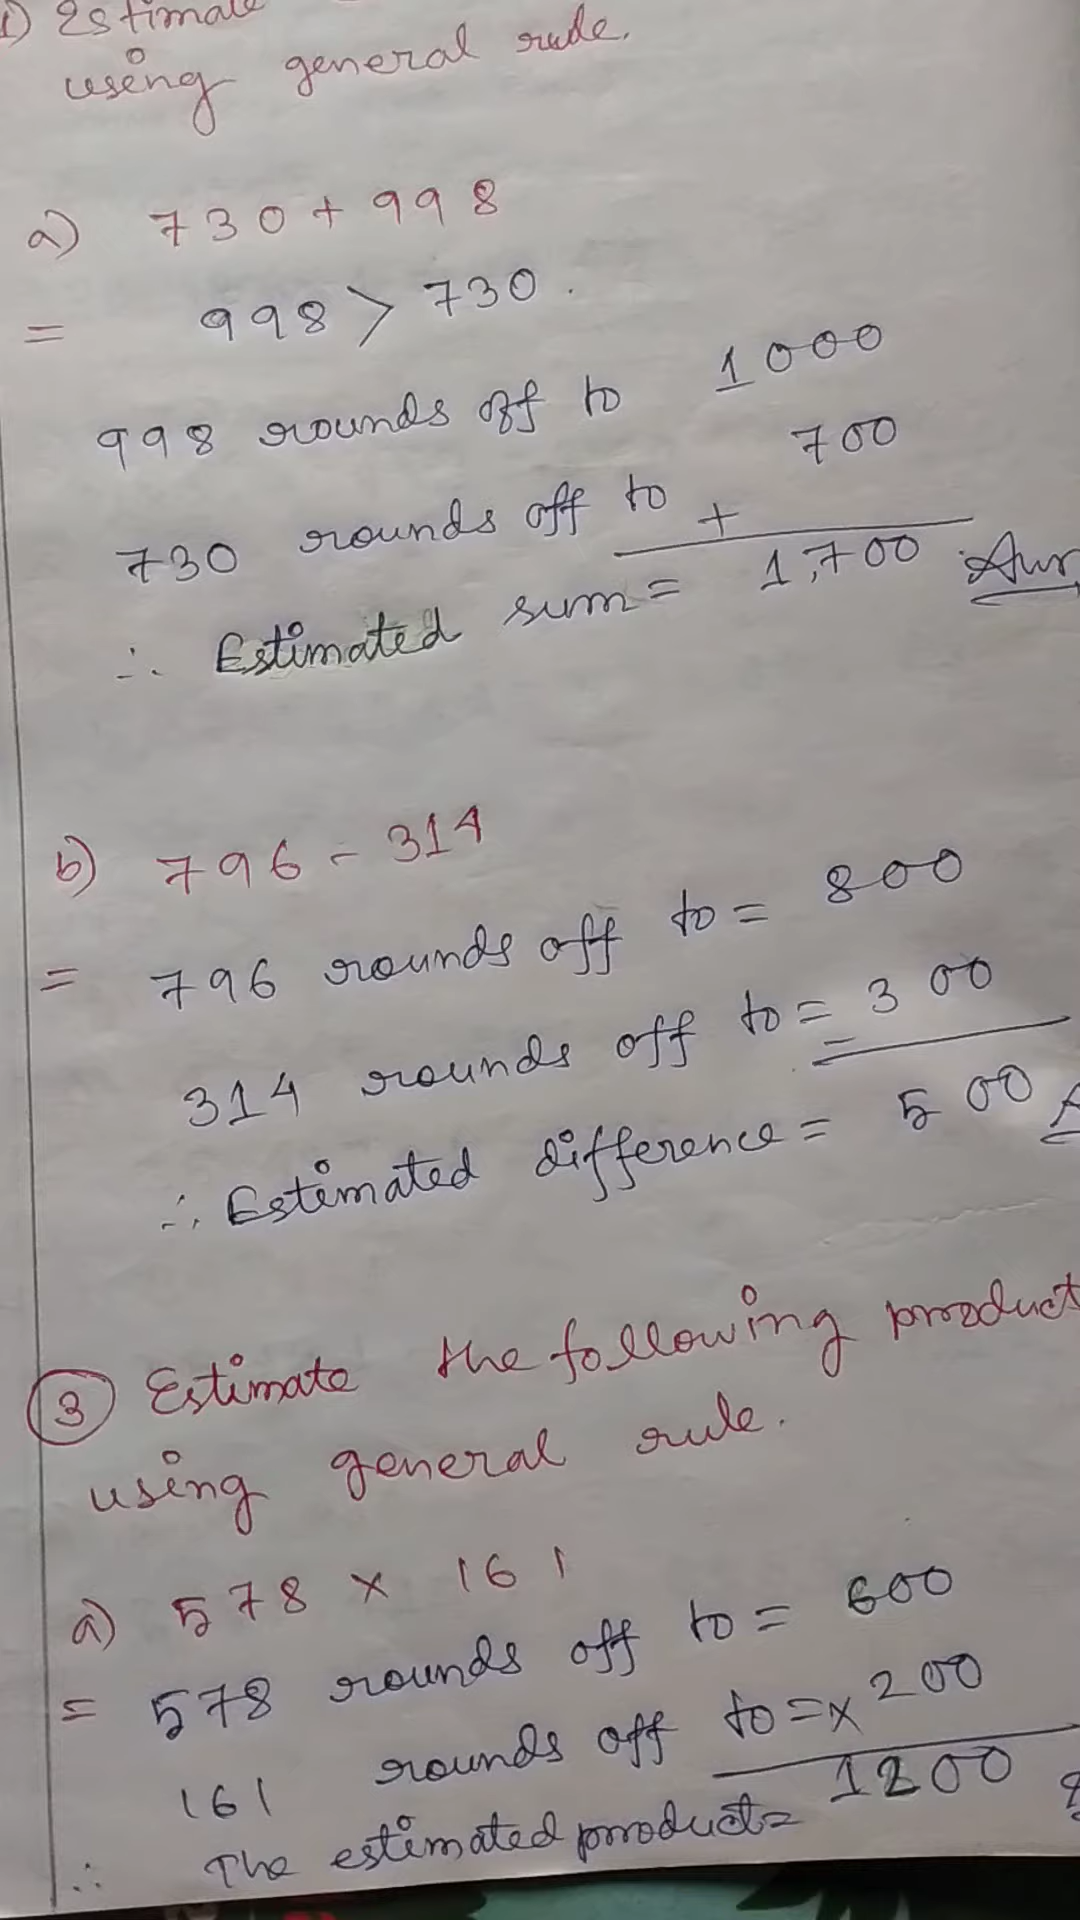 1) Estimate
using general rule.
a) 730 + 998
= 998 > 730.
998 rounds off to 1000
730 rounds off to + 700
∴ Estimated sum = 1,700 Ans
b) 796 - 314
= 796 rounds off to = 800
314 rounds off to = - 300
∴ Estimated difference = 500 A
3 Estimate the following product
using general rule.
a) 578 × 161
= 578 rounds off to = 600
161 rounds off to = × 200
∴ The estimated product = 1200